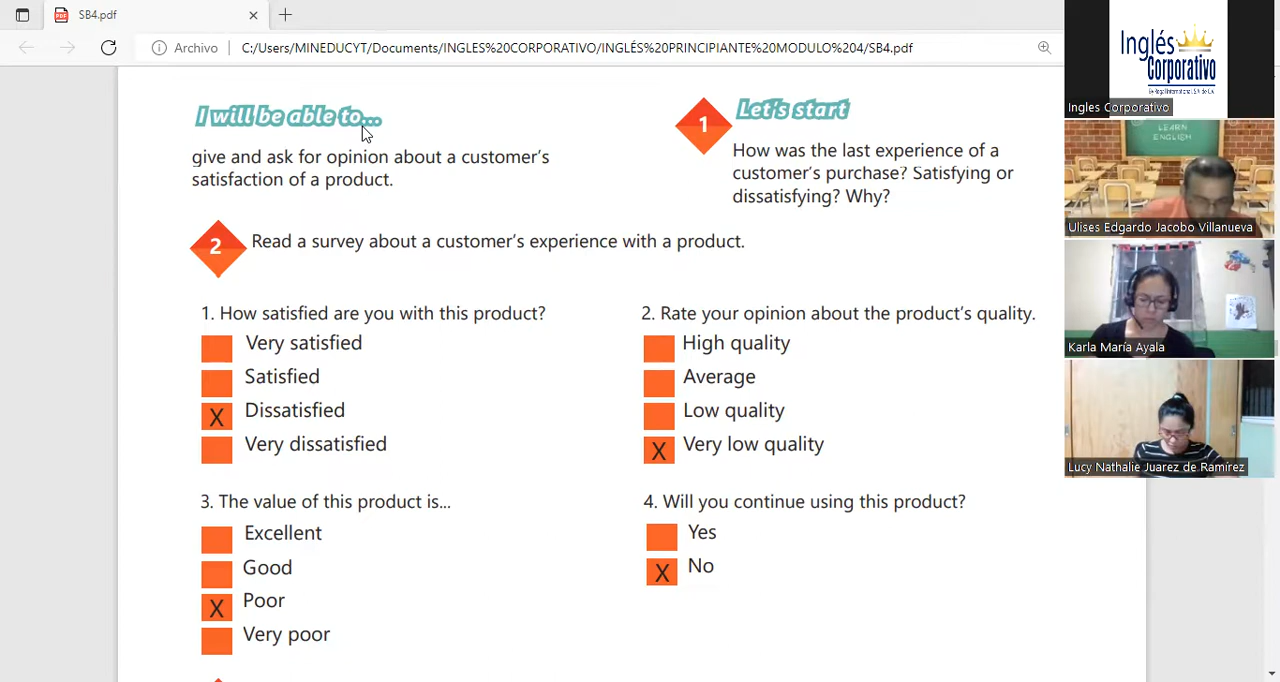 SB4.pdf
Archivo
C:/Users/MINEDUCYT/Documents/INGLES%20CORPORATIVO/INGLÉS%20PRINCIPIANTE%20MODULO%204/SB4.pdf
I will be able to...
give and ask for opinion about a customer's
satisfaction of a product.
1
Let's start
How was the last experience of a
customer's purchase? Satisfying or
dissatisfying? Why?
2
Read a survey about a customer's experience with a product.
1. How satisfied are you with this product?
Very satisfied
Satisfied
X Dissatisfied
Very dissatisfied
2. Rate your opinion about the product's quality.
High quality
Average
Low quality
X Very low quality
3. The value of this product is...
Excellent
Good
X Poor
Very poor
4. Will you continue using this product?
Yes
X No
Inglés
Corporativo
Ingles Corporativo
LEARN
ENGLISH
Ulises Edgardo Jacobo Villanueva
Karla María Ayala
Lucy Nathalie Juarez de Ramírez